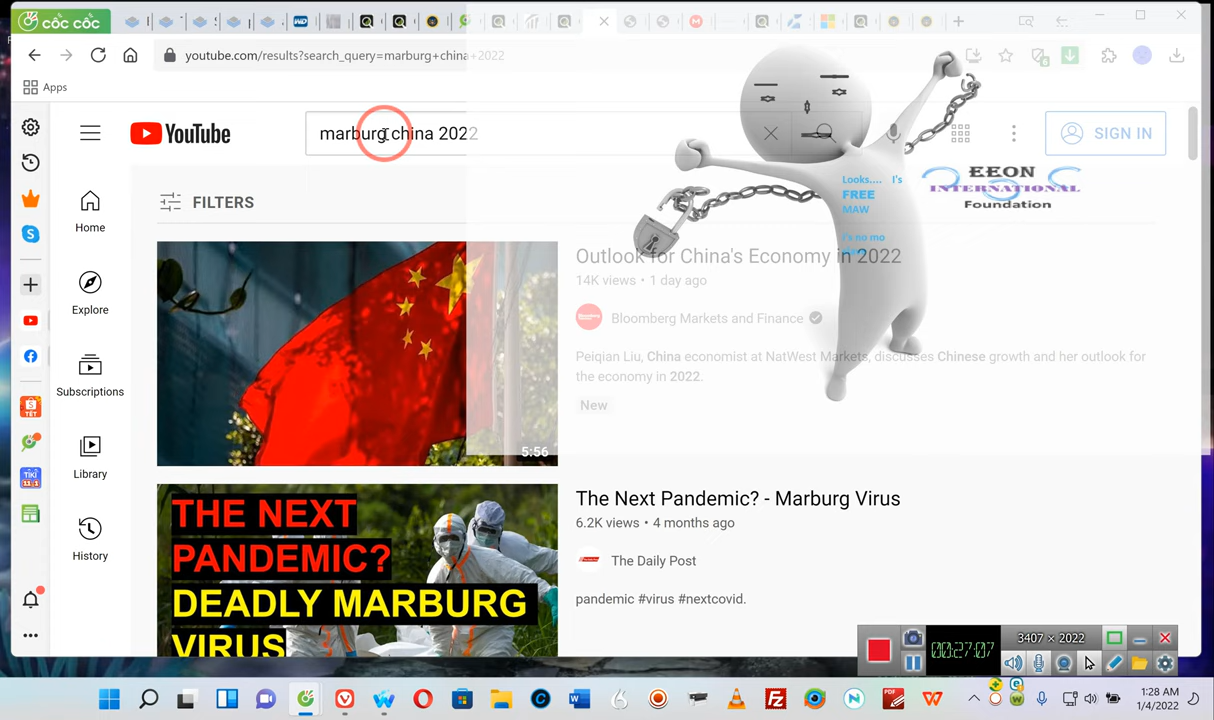 cốc cốc
youtube.com/results?search_query=marburg+china+2022
Apps
YouTube
marburg china 2022
SIGN IN
Looks.... I's
FREE
MAW
i's no mo
EEON
INTERNATIONAL
Foundation
FILTERS
Home
Explore
Subscriptions
Library
History
5:56
Outlook for China's Economy in 2022
14K views • 1 day ago
Bloomberg Markets and Finance
Peiqian Liu, China economist at NatWest Markets, discusses Chinese growth and her outlook for
the economy in 2022.
New
THE NEXT
PANDEMIC?
DEADLY MARBURG
VIRUS
The Next Pandemic? - Marburg Virus
6.2K views • 4 months ago
The Daily Post
pandemic #virus #nextcovid.
00:27:07
3407 × 2022
1:28 AM
1/4/2022